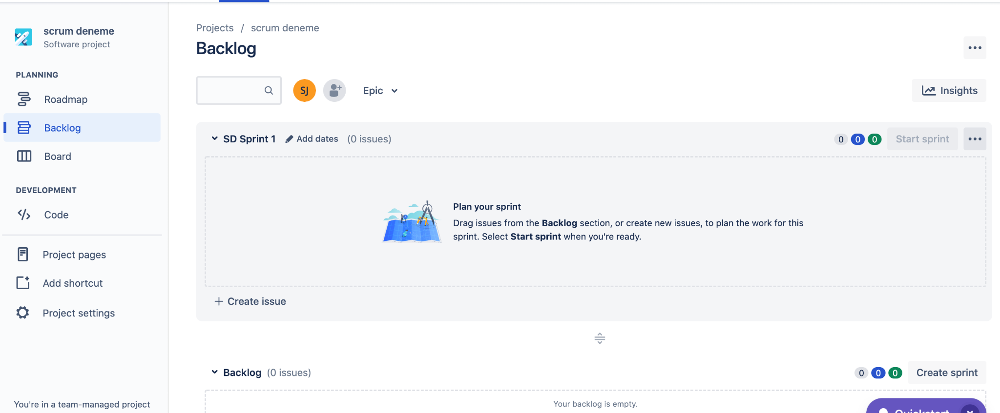 scrum deneme
Software project
PLANNING
Roadmap
Backlog
Board
DEVELOPMENT
Code
Project pages
Add shortcut
Project settings
You're in a team-managed project
Projects / scrum deneme
Backlog
SJ
Epic
Insights
SD Sprint 1 Add dates (0 issues)
0 0 0 Start sprint
Plan your sprint
Drag issues from the Backlog section, or create new issues, to plan the work for this
sprint. Select Start sprint when you're ready.
+ Create issue
Backlog (0 issues)
0 0 0 Create sprint
Your backlog is empty.
Quickstart